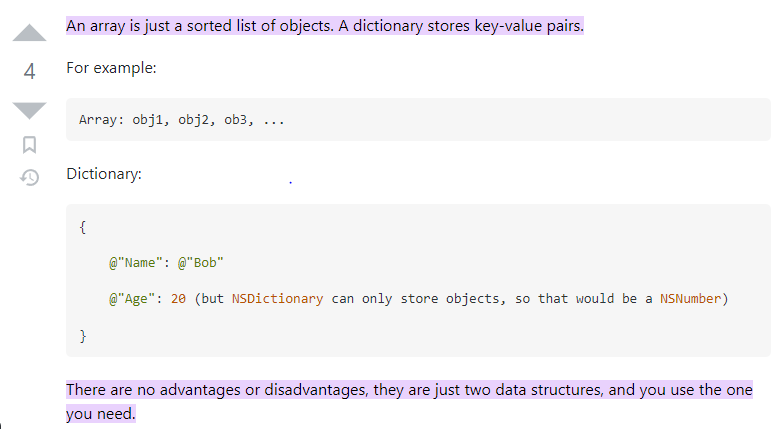 An array is just a sorted list of objects. A dictionary stores key-value pairs.
4
For example:
Array: obj1, obj2, ob3, ...
Dictionary:
{
@"Name": @"Bob"
@"Age": 20 (but NSDictionary can only store objects, so that would be a NSNumber)
}
There are no advantages or disadvantages, they are just two data structures, and you use the one
you need.